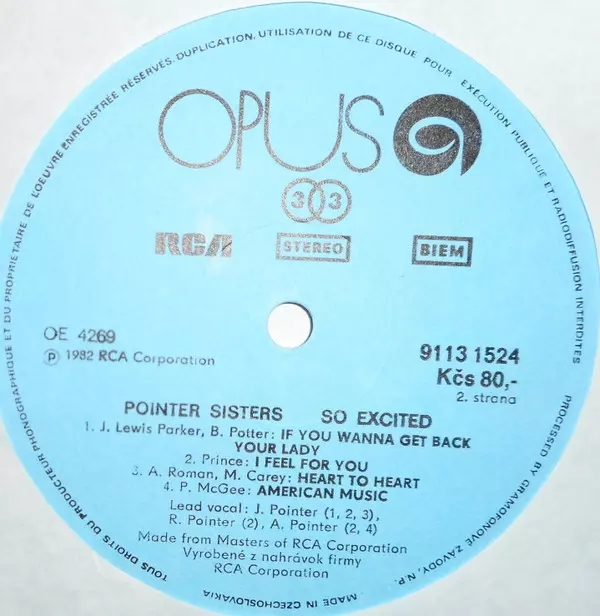 TOUS DROITS DU PRODUCTEUR PHONOGRAPHIQUE ET DU PROPRIETAIRE DE L'OEUVRE ENREGISTRÉE RÉSERVÉS. DUPLICATION, UTILISATION DE CE DISQUE POUR EXÉCUTION PUBLIQUE ET RADIODIFFUSION INTERDITES
OPUS
33
RCA STEREO BIEM
OE 4269
Ⓟ 1982 RCA Corporation
9113 1524
Kčs 80,-
2. strana
POINTER SISTERS SO EXCITED
1. J. Lewis Parker, B. Potter: IF YOU WANNA GET BACK
YOUR LADY
2. Prince: I FEEL FOR YOU
3. A. Roman, M. Carey: HEART TO HEART
4. P. McGee: AMERICAN MUSIC
Lead vocal: J. Pointer (1, 2, 3),
R. Pointer (2), A. Pointer (2, 4)
Made from Masters of RCA Corporation
Vyrobené z nahrávok firmy
RCA Corporation
PROCESSED BY GRAMOFONOVÉ ZÁVODY, N.P.
MADE IN CZECHOSLOVAKIA